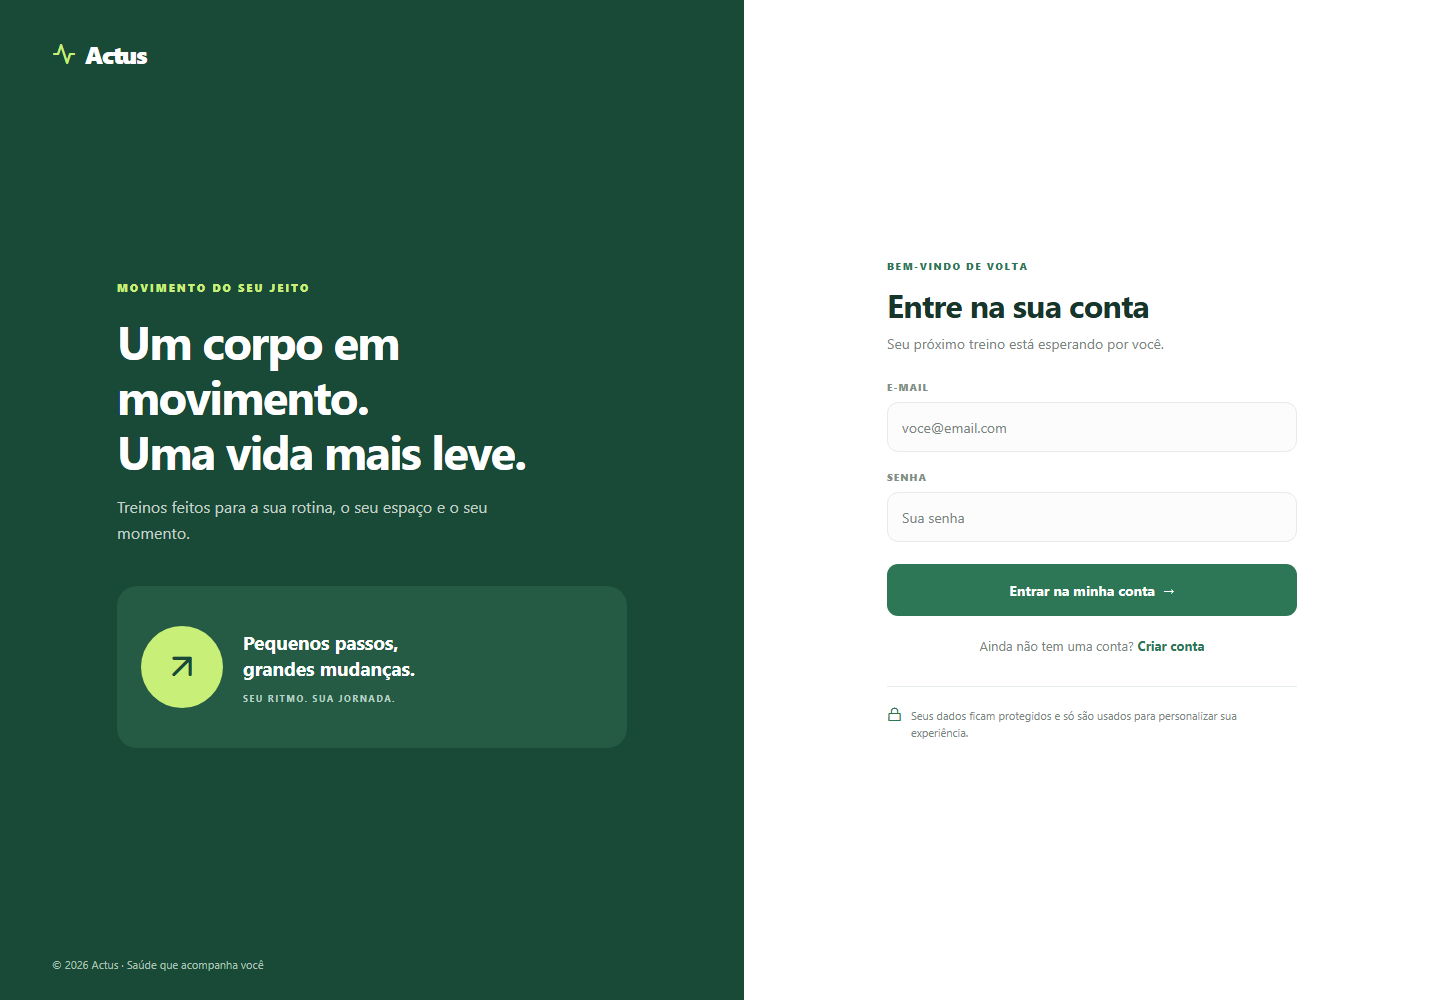 Actus
MOVIMENTO DO SEU JEITO
Um corpo em
movimento.
Uma vida mais leve.
Treinos feitos para a sua rotina, o seu espaço e o seu
momento.
Pequenos passos,
grandes mudanças.
SEU RITMO. SUA JORNADA.
© 2026 Actus · Saúde que acompanha você
BEM-VINDO DE VOLTA
Entre na sua conta
Seu próximo treino está esperando por você.
E-MAIL
voce@email.com
SENHA
Sua senha
Entrar na minha conta →
Ainda não tem uma conta? Criar conta
Seus dados ficam protegidos e só são usados para personalizar sua
experiência.